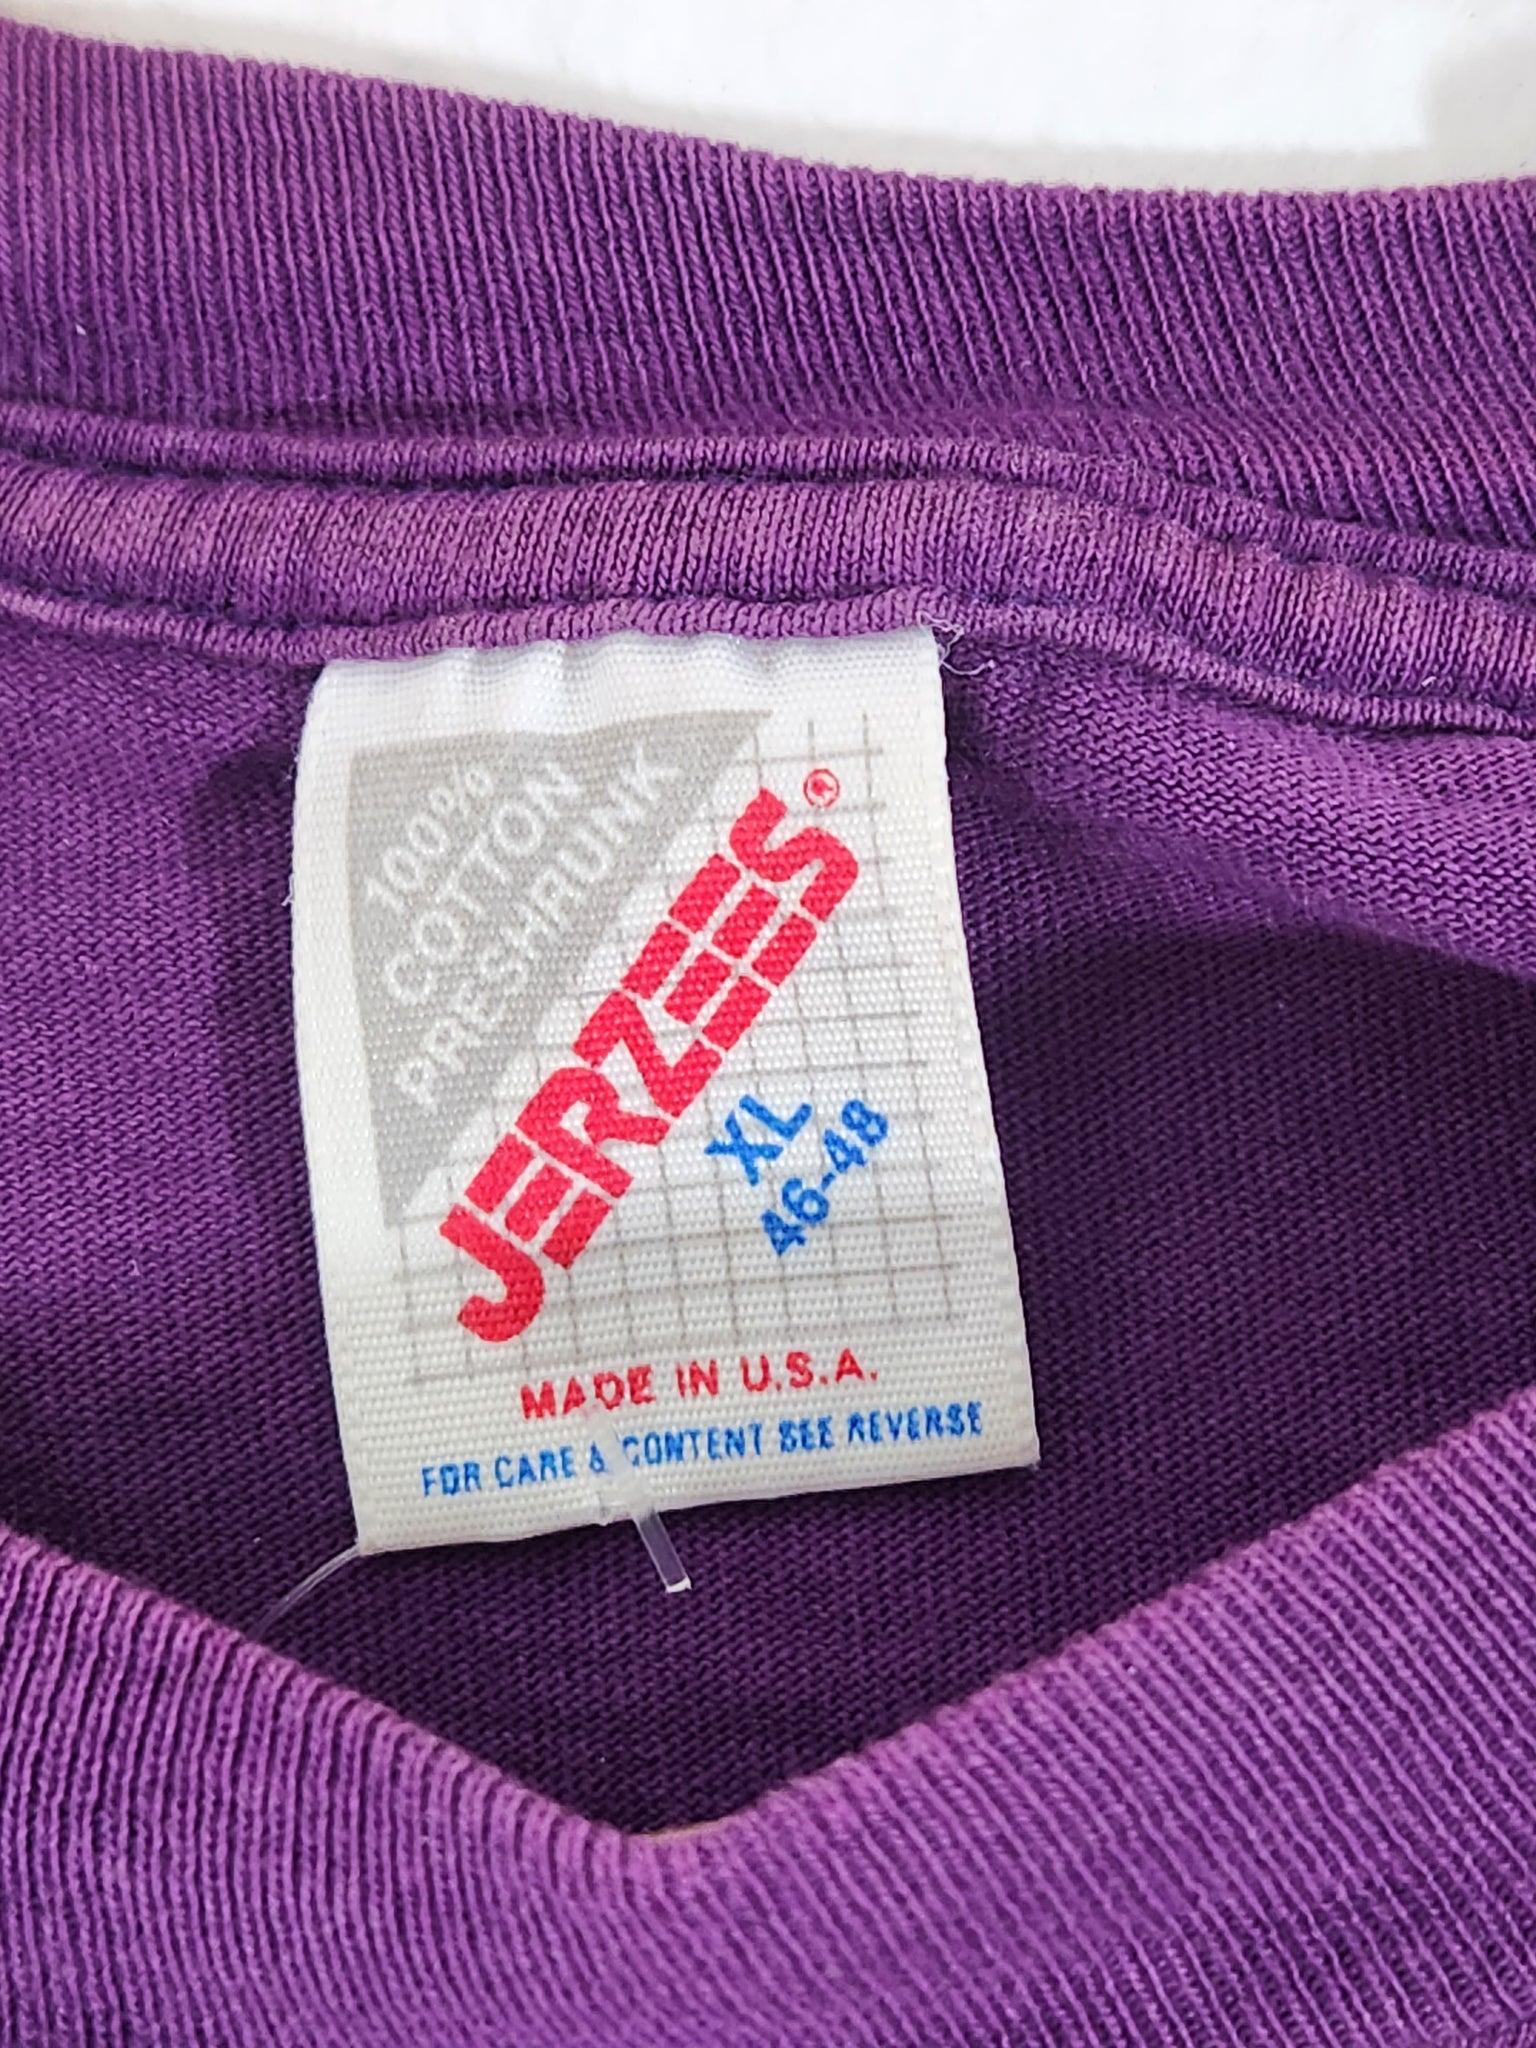 100%
COTTON
PRESHRUNK
JERZEES®
XL
46-48
MADE IN U.S.A.
FOR CARE & CONTENT SEE REVERSE